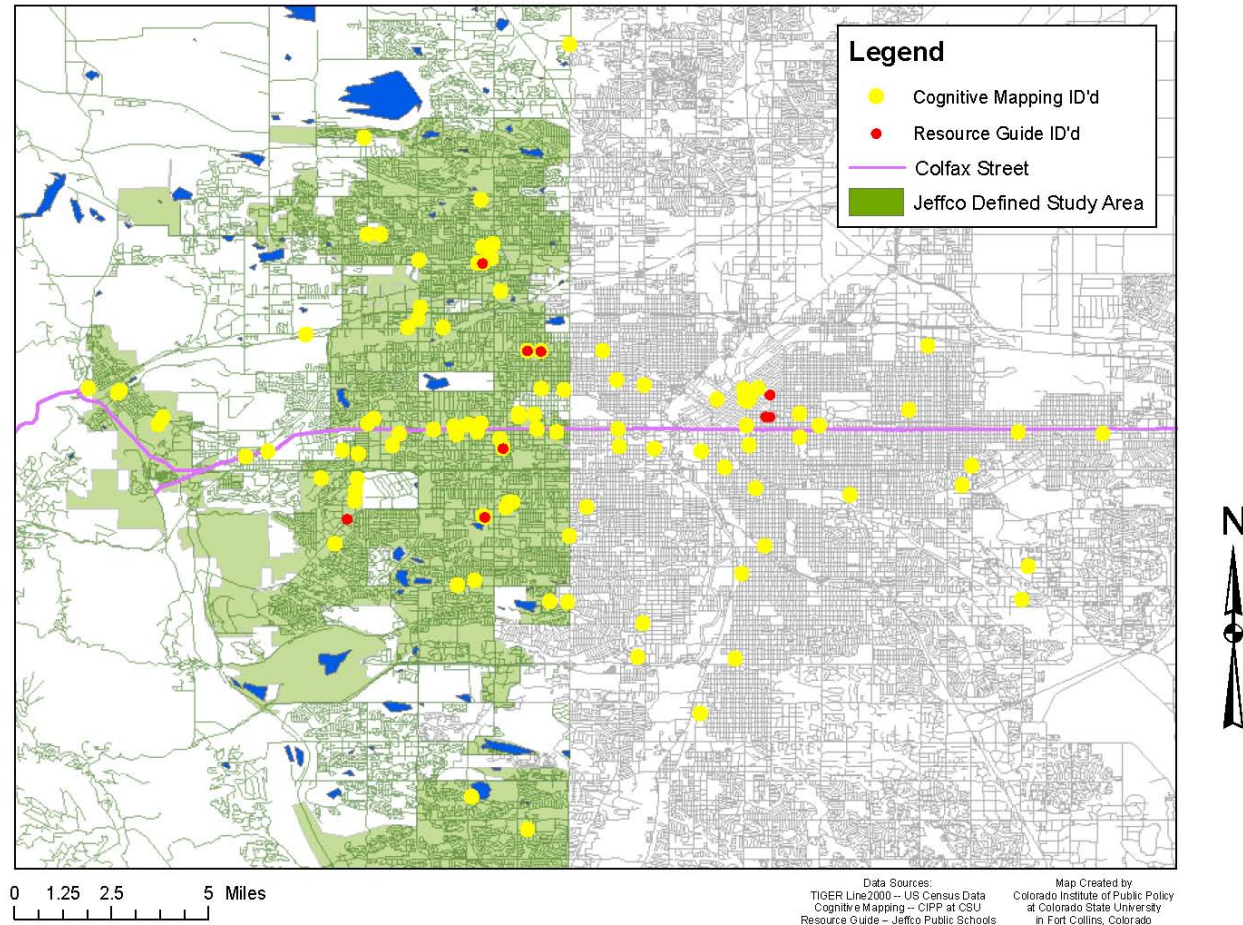 Legend
Cognitive Mapping ID'd
Resource Guide ID'd
Colfax Street
Jeffco Defined Study Area
N
0 1.25 2.5 5 Miles
Data Sources:
TIGER Line2000 -- US Census Data
Cognitive Mapping -- CIPP at CSU
Resource Guide -- Jeffco Public Schools
Map Created by
Colorado Institute of Public Policy
at Colorado State University
in Fort Collins, Colorado